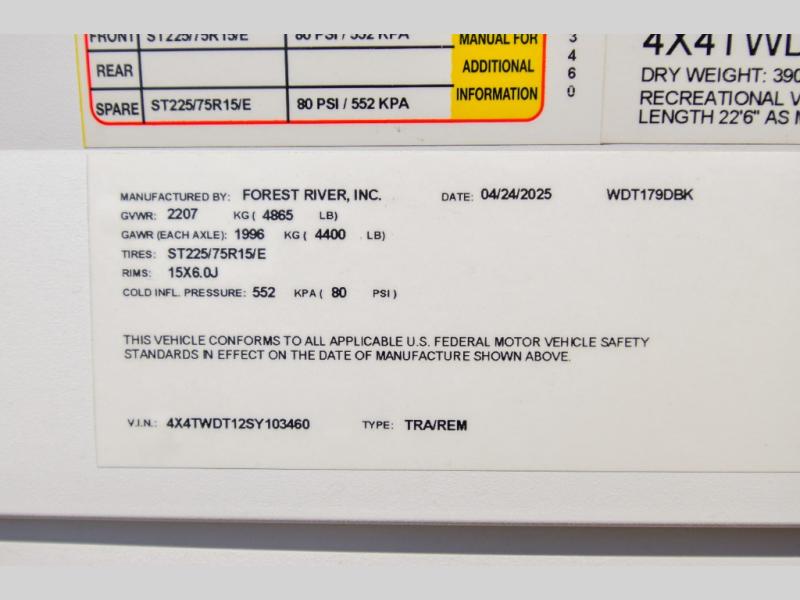 FRONT ST225/75R15/E 80 PSI / 552 KPA
MANUAL FOR
REAR
ADDITIONAL
SPARE ST225/75R15/E 80 PSI / 552 KPA
INFORMATION
3
4
6
0
4X4TWD
DRY WEIGHT: 390
RECREATIONAL V
LENGTH 22'6" AS M
MANUFACTURED BY: FOREST RIVER, INC. DATE: 04/24/2025 WDT179DBK
GVWR: 2207 KG ( 4865 LB)
GAWR (EACH AXLE): 1996 KG ( 4400 LB)
TIRES: ST225/75R15/E
RIMS: 15X6.0J
COLD INFL. PRESSURE: 552 KPA ( 80 PSI )
THIS VEHICLE CONFORMS TO ALL APPLICABLE U.S. FEDERAL MOTOR VEHICLE SAFETY
STANDARDS IN EFFECT ON THE DATE OF MANUFACTURE SHOWN ABOVE.
V.I.N.: 4X4TWDT12SY103460 TYPE: TRA/REM